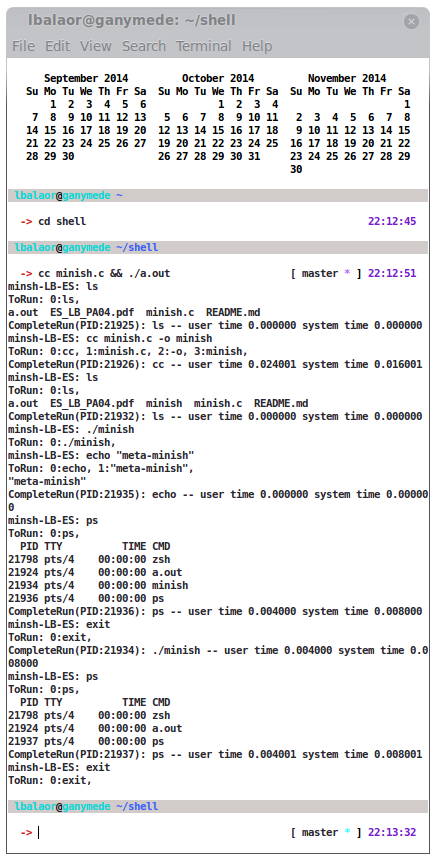 lbalaor@ganymede: ~/shell
File Edit View Search Terminal Help
September 2014 October 2014 November 2014
Su Mo Tu We Th Fr Sa Su Mo Tu We Th Fr Sa Su Mo Tu We Th Fr Sa
1 2 3 4 5 6 1 2 3 4 1
7 8 9 10 11 12 13 5 6 7 8 9 10 11 2 3 4 5 6 7 8
14 15 16 17 18 19 20 12 13 14 15 16 17 18 9 10 11 12 13 14 15
21 22 23 24 25 26 27 19 20 21 22 23 24 25 16 17 18 19 20 21 22
28 29 30 26 27 28 29 30 31 23 24 25 26 27 28 29
30
lbalaor@ganymede ~
-> cd shell 22:12:45
lbalaor@ganymede ~/shell
-> cc minish.c && ./a.out [ master * ] 22:12:51
minsh-LB-ES: ls
ToRun: 0:ls,
a.out ES_LB_PA04.pdf minish.c README.md
CompleteRun(PID:21925): ls -- user time 0.000000 system time 0.000000
minsh-LB-ES: cc minish.c -o minish
ToRun: 0:cc, 1:minish.c, 2:-o, 3:minish,
CompleteRun(PID:21926): cc -- user time 0.024001 system time 0.016001
minsh-LB-ES: ls
ToRun: 0:ls,
a.out ES_LB_PA04.pdf minish minish.c README.md
CompleteRun(PID:21932): ls -- user time 0.000000 system time 0.000000
minsh-LB-ES: ./minish
ToRun: 0:./minish,
minsh-LB-ES: echo "meta-minish"
ToRun: 0:echo, 1:"meta-minish",
"meta-minish"
CompleteRun(PID:21935): echo -- user time 0.000000 system time 0.00000
0
minsh-LB-ES: ps
ToRun: 0:ps,
PID TTY TIME CMD
21798 pts/4 00:00:00 zsh
21924 pts/4 00:00:00 a.out
21934 pts/4 00:00:00 minish
21936 pts/4 00:00:00 ps
CompleteRun(PID:21936): ps -- user time 0.004000 system time 0.008000
minsh-LB-ES: exit
ToRun: 0:exit,
CompleteRun(PID:21934): ./minish -- user time 0.004000 system time 0.0
08000
minsh-LB-ES: ps
ToRun: 0:ps,
PID TTY TIME CMD
21798 pts/4 00:00:00 zsh
21924 pts/4 00:00:00 a.out
21937 pts/4 00:00:00 ps
CompleteRun(PID:21937): ps -- user time 0.004001 system time 0.008001
minsh-LB-ES: exit
ToRun: 0:exit,
lbalaor@ganymede ~/shell
-> [ master * ] 22:13:32